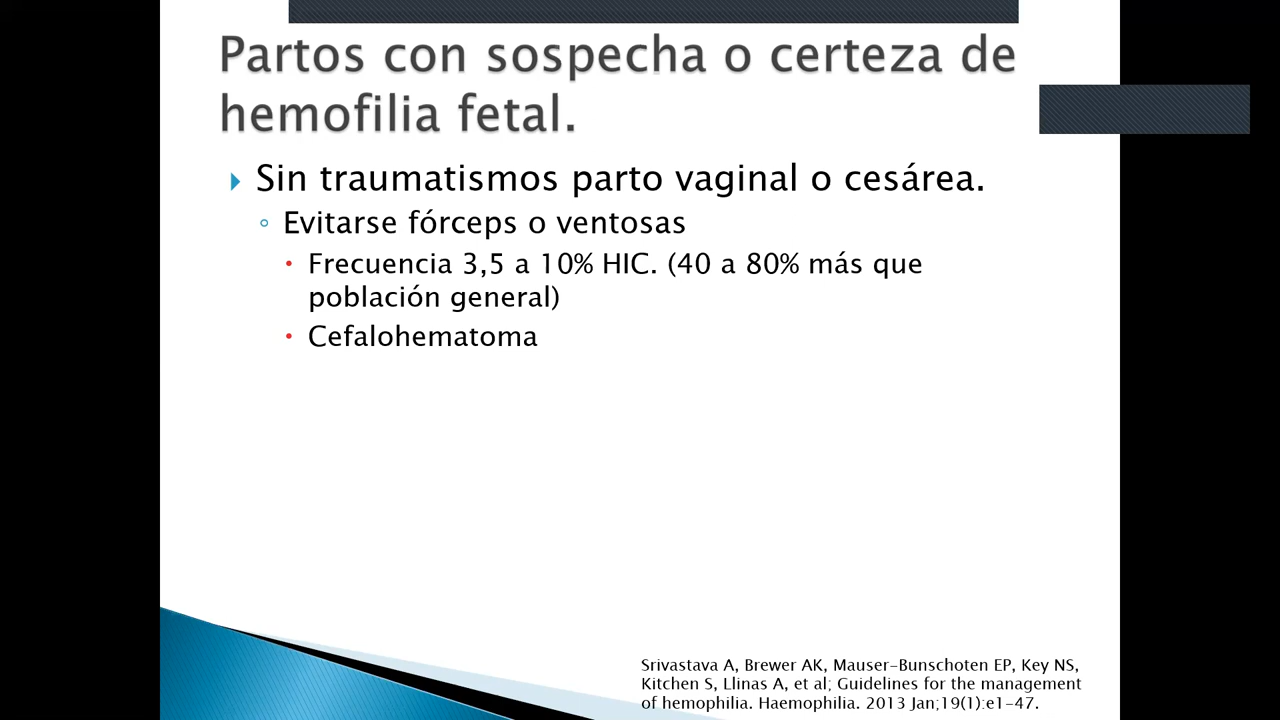 Partos con sospecha o certeza de
hemofilia fetal.
Sin traumatismos parto vaginal o cesárea.
Evitarse fórceps o ventosas
Frecuencia 3,5 a 10% HIC. (40 a 80% más que
población general)
Cefalohematoma
Srivastava A, Brewer AK, Mauser-Bunschoten EP, Key NS,
Kitchen S, Llinas A, et al; Guidelines for the management
of hemophilia. Haemophilia. 2013 Jan;19(1):e1-47.